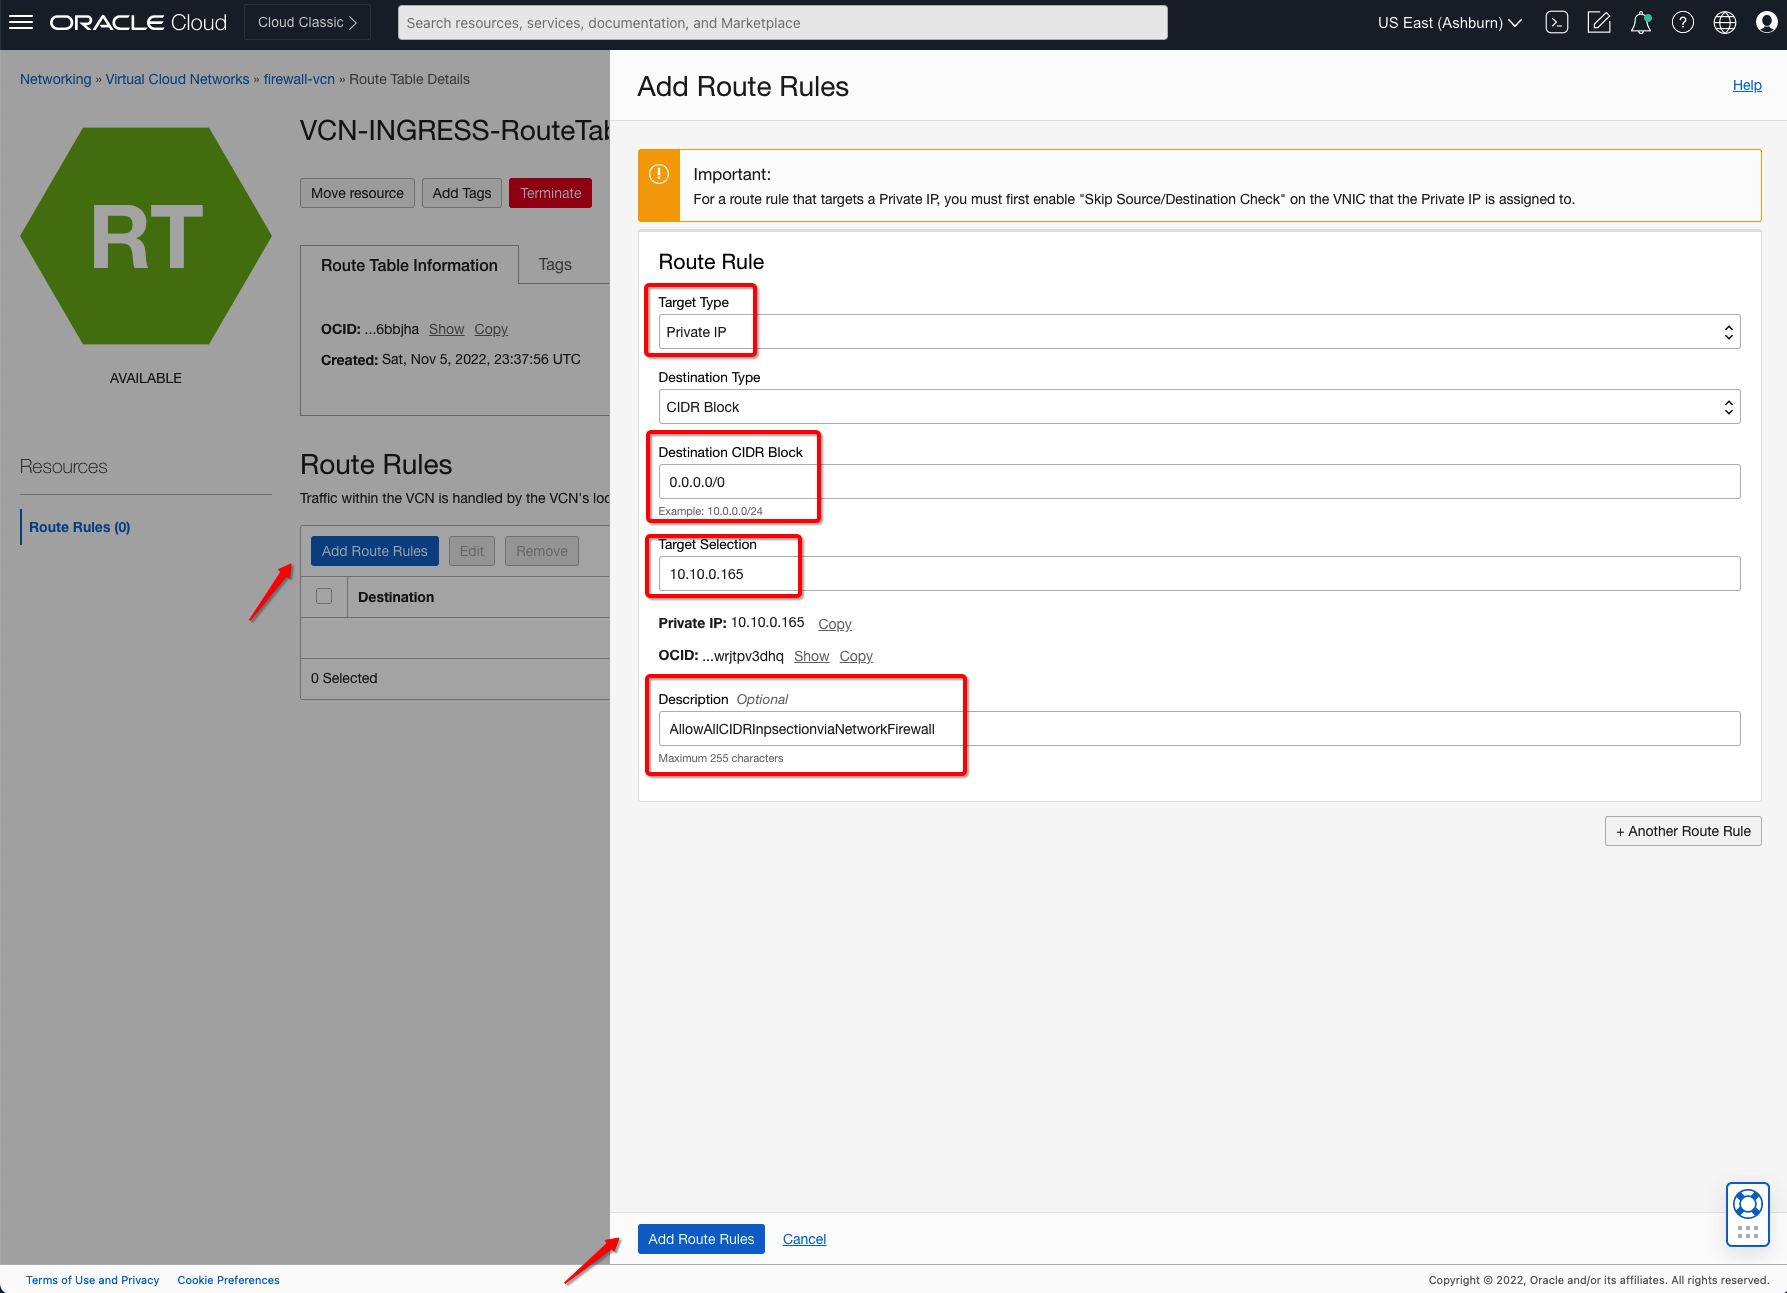 ORACLE Cloud
Cloud Classic
Search resources, services, documentation, and Marketplace
US East (Ashburn)
Networking » Virtual Cloud Networks » firewall-vcn » Route Table Details
RT
AVAILABLE
VCN-INGRESS-RouteTab
Move resource
Add Tags
Terminate
Route Table Information
Tags
OCID: ...6bbjha Show Copy
Created: Sat, Nov 5, 2022, 23:37:56 UTC
Resources
Route Rules (0)
Route Rules
Traffic within the VCN is handled by the VCN's loc
Add Route Rules
Edit
Remove
Destination
0 Selected
Add Route Rules
Help
Important:
For a route rule that targets a Private IP, you must first enable "Skip Source/Destination Check" on the VNIC that the Private IP is assigned to.
Route Rule
Target Type
Private IP
Destination Type
CIDR Block
Destination CIDR Block
0.0.0.0/0
Example: 10.0.0.0/24
Target Selection
10.10.0.165
Private IP: 10.10.0.165 Copy
OCID: ...wrjtpv3dhq Show Copy
Description Optional
AllowAllCIDRInpsectionviaNetworkFirewall
Maximum 255 characters
+ Another Route Rule
Add Route Rules
Cancel
Terms of Use and Privacy
Cookie Preferences
Copyright © 2022, Oracle and/or its affiliates. All rights reserved.